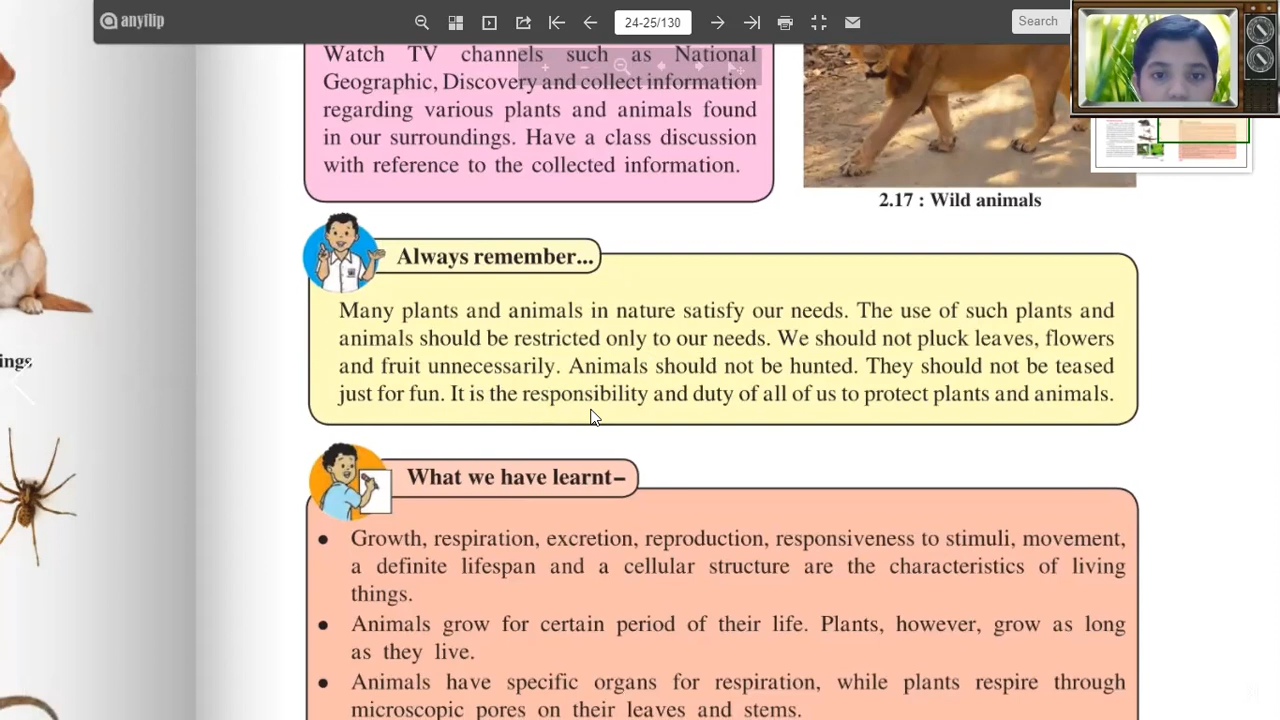 anyflip
24-25/130
Search
Watch TV channels such as National
Geographic, Discovery and collect information
regarding various plants and animals found
in our suroundings. Have a class discussion
with reference to the collected information.
2.17 : Wild animals
Always remember...
Many plants and animals in nature satisfy our needs. The use of such plants and
animals should be restricted only to our needs. We should not pluck leaves, flowers
and fruit unnecessarily. Animals should not be hunted. They should not be teased
just for fun. It is the responsibility and duty of all of us to protect plants and animals.
ings
What we have learnt–
● Growth, respiration, excretion, reproduction, responsiveness to stimuli, movement,
a definite lifespan and a cellular structure are the characteristics of living
things.
● Animals grow for certain period of their life. Plants, however, grow as long
as they live.
● Animals have specific organs for respiration, while plants respire through
microscopic pores on their leaves and stems.